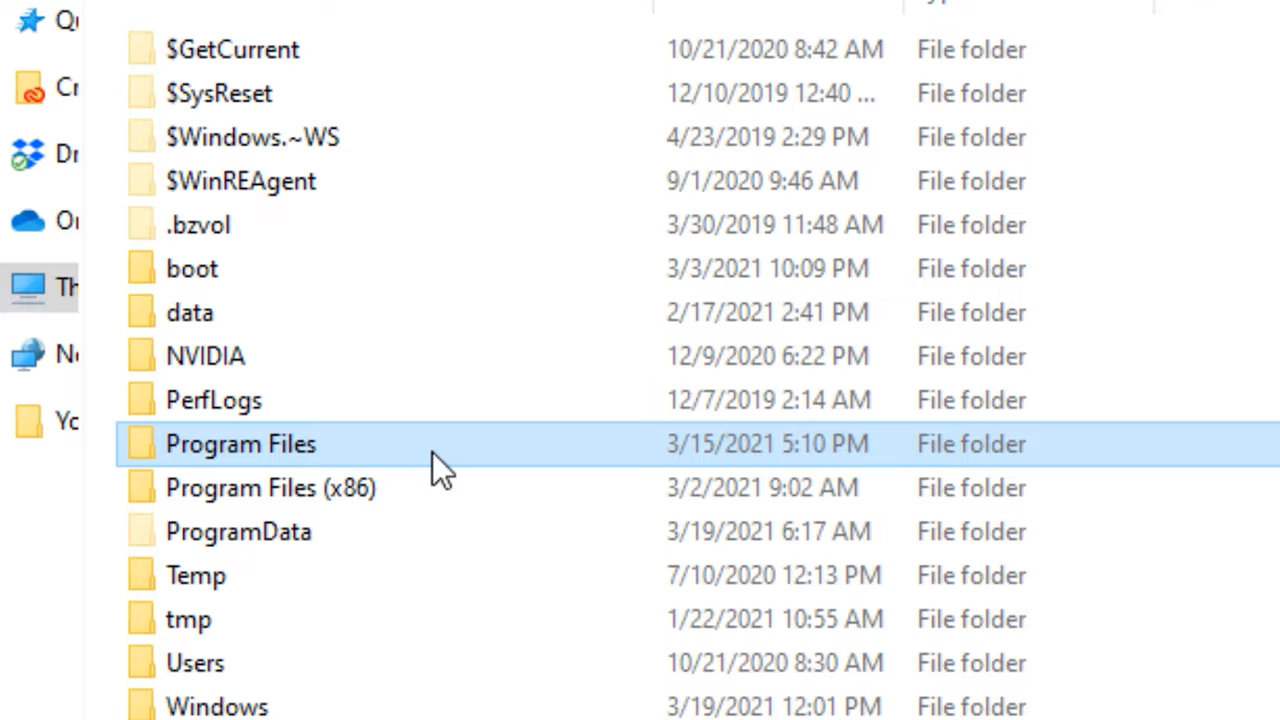 $GetCurrent 10/21/2020 8:42 AM File folder
$SysReset 12/10/2019 12:40 ... File folder
$Windows.~WS 4/23/2019 2:29 PM File folder
$WinREAgent 9/1/2020 9:46 AM File folder
.bzvol 3/30/2019 11:48 AM File folder
boot 3/3/2021 10:09 PM File folder
data 2/17/2021 2:41 PM File folder
NVIDIA 12/9/2020 6:22 PM File folder
PerfLogs 12/7/2019 2:14 AM File folder
Program Files 3/15/2021 5:10 PM File folder
Program Files (x86) 3/2/2021 9:02 AM File folder
ProgramData 3/19/2021 6:17 AM File folder
Temp 7/10/2020 12:13 PM File folder
tmp 1/22/2021 10:55 AM File folder
Users 10/21/2020 8:30 AM File folder
Windows 3/19/2021 12:01 PM File folder